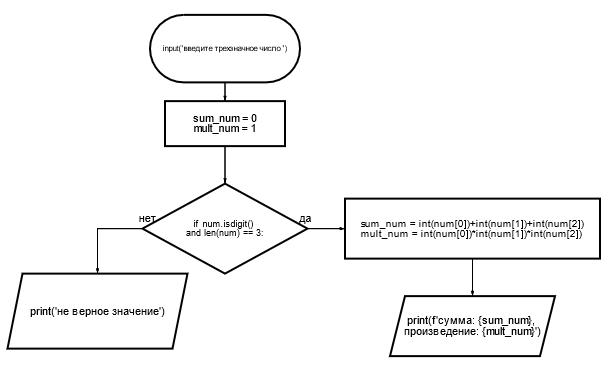 input('введите трехзначное число ')
sum_num = 0
mult_num = 1
нет
if num.isdigit()
and len(num) == 3:
да
sum_num = int(num[0])+int(num[1])+int(num[2])
mult_num = int(num[0])*int(num[1])*int(num[2])
print('не верное значение')
print(f'сумма: {sum_num},
произведение: {mult_num}')